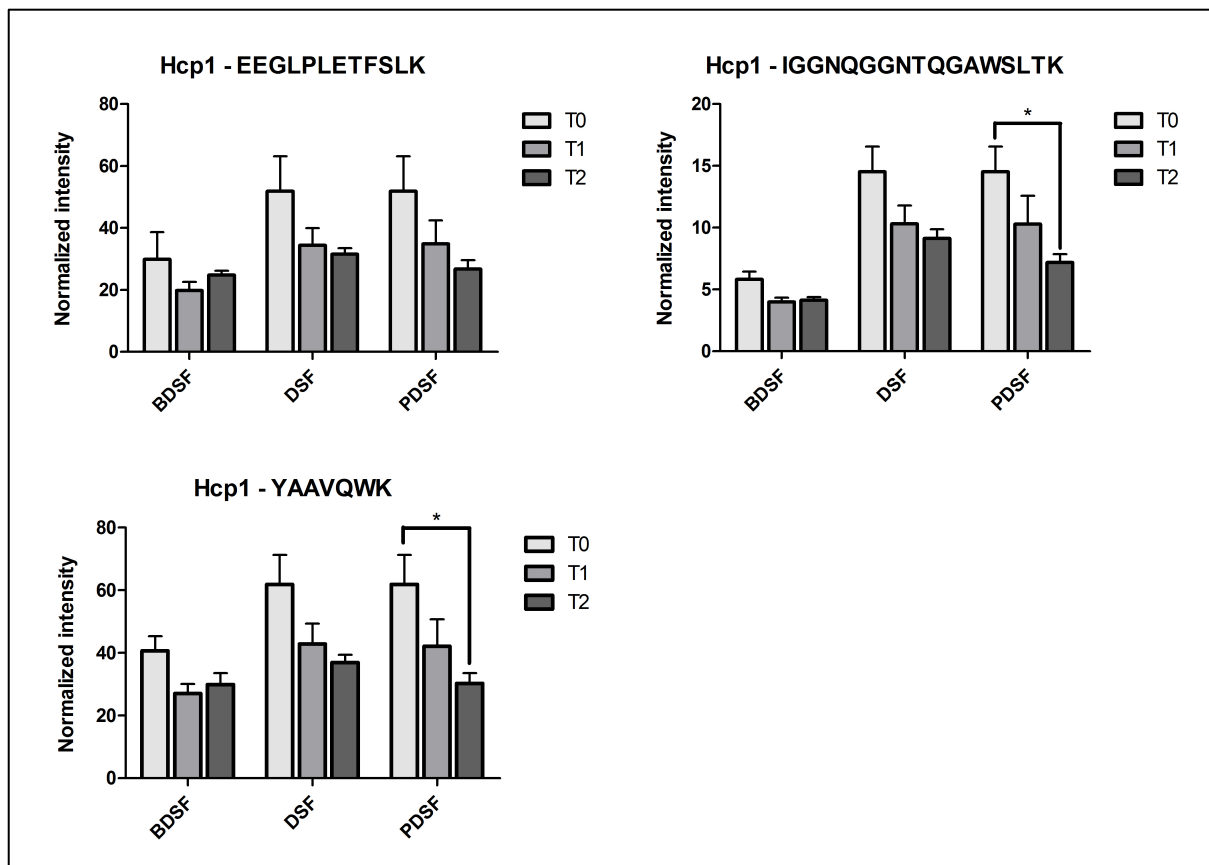 Hcp1 - EEGLPLETFSLK
Normalized intensity
80
60
40
20
0
BDSF
DSF
PDSF
T0
T1
T2
Hcp1 - IGGNQGGNTQGAWSLTK
Normalized intensity
20
15
10
5
0
*
BDSF
DSF
PDSF
T0
T1
T2
Hcp1 - YAAVQWK
Normalized intensity
80
60
40
20
0
*
BDSF
DSF
PDSF
T0
T1
T2